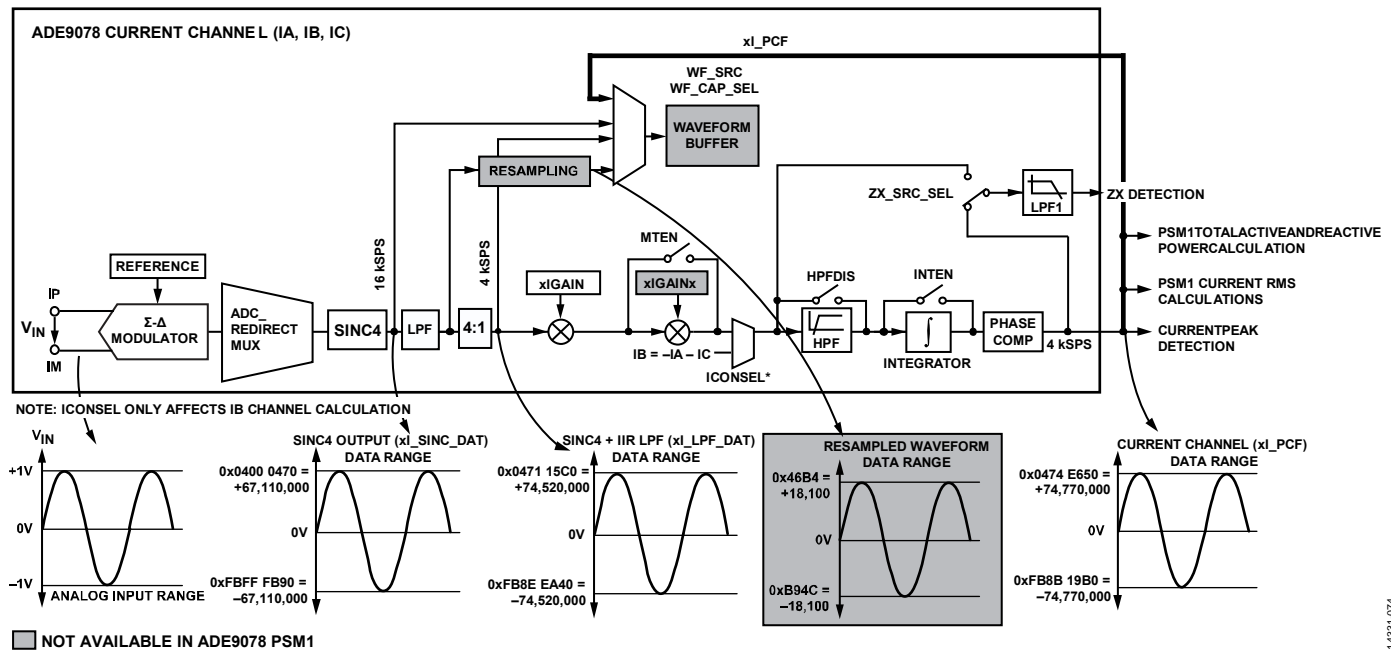 ADE9078 CURRENT CHANNEL (IA, IB, IC)
xI_PCF
WF_SRC
WF_CAP_SEL
WAVEFORM
BUFFER
RESAMPLING
ZX_SRC_SEL
LPF1
ZX DETECTION
16 kSPS
4 kSPS
MTEN
REFERENCE
xIGAIN
xIGAINx
HPFDIS
INTEN
PSM1TOTALACTIVEANDREACTIVE
POWERCALCULATION
PSM1 CURRENT RMS
CALCULATIONS
CURRENTPEAK
DETECTION
IP
VIN
IM
Σ-Δ
MODULATOR
ADC_
REDIRECT
MUX
SINC4
LPF
4:1
IB = –IA – IC
ICONSEL*
HPF
∫
INTEGRATOR
PHASE
COMP
4 kSPS
NOTE: ICONSEL ONLY AFFECTS IB CHANNEL CALCULATION
VIN
+1V
0V
–1V
ANALOG INPUT RANGE
SINC4 OUTPUT (xI_SINC_DAT)
DATA RANGE
0x0400 0470 =
+67,110,000
0V
0xFBFF FB90 =
–67,110,000
SINC4 + IIR LPF (xI_LPF_DAT)
DATA RANGE
0x0471 15C0 =
+74,520,000
0V
0xFB8E EA40 =
–74,520,000
RESAMPLED WAVEFORM
DATA RANGE
0x46B4 =
+18,100
0V
0xB94C =
–18,100
CURRENT CHANNEL (xI_PCF)
DATA RANGE
0x0474 E650 =
+74,770,000
0V
0xFB8B 19B0 =
–74,770,000
NOT AVAILABLE IN ADE9078 PSM1
14331-074